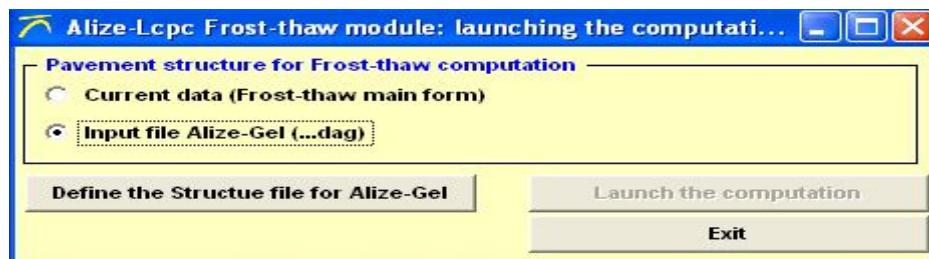 Alize-Lcpc Frost-thaw module: launching the computati...
Pavement structure for Frost-thaw computation
Current data (Frost-thaw main form)
Input file Alize-Gel (...dag)
Define the Structue file for Alize-Gel
Launch the computation
Exit